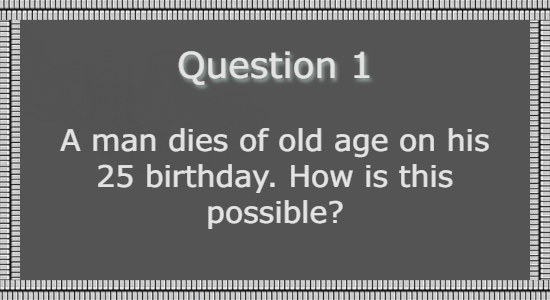 Question 1
A man dies of old age on his
25 birthday. How is this
possible?